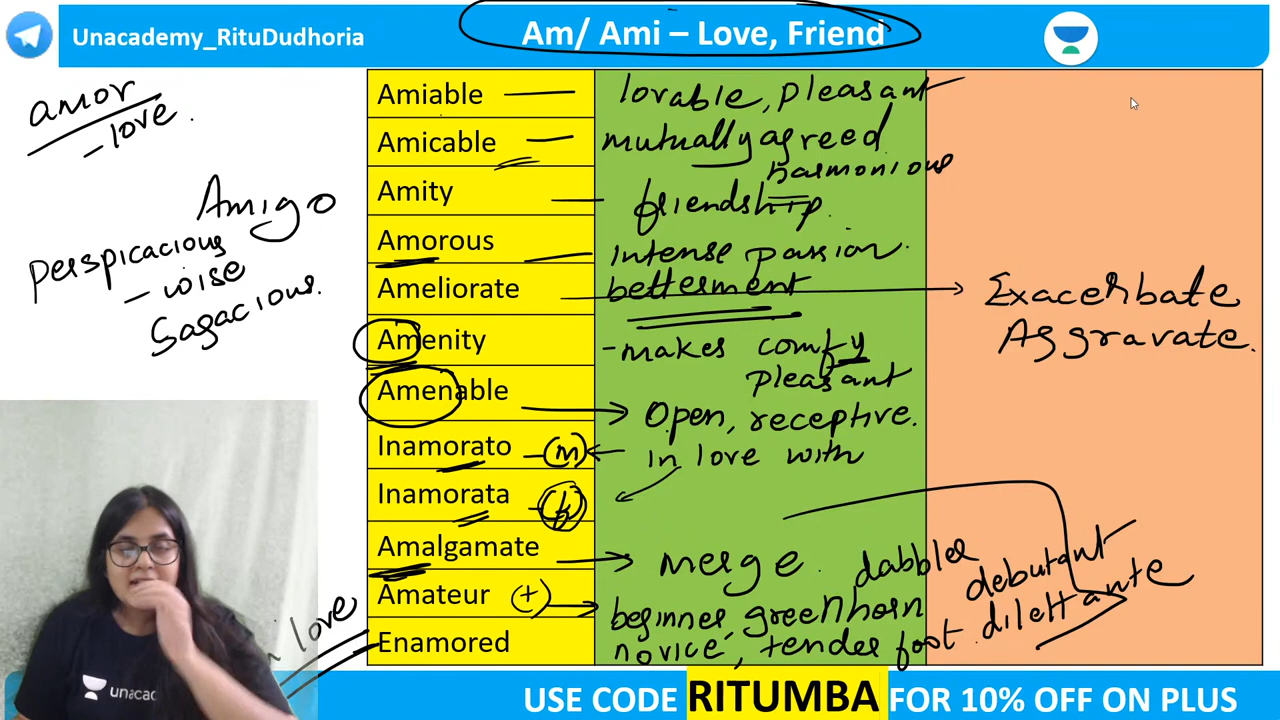 Unacademy_RituDudhoria
Am/ Ami – Love, Friend
amor
- love
Amigo
perspicacious
- wise
Sagacious.
Amiable lovable, pleasant
Amicable mutually agreed
harmonious
Amity friendship.
Amorous intense passion.
Ameliorate betterment Exacerbate
Aggravate.
Amenity - makes comfy
pleasant
Amenable Open, receptive.
Inamorato (m) in love with
Inamorata (f)
Amalgamate merge. dabbler
debutant
dilettante
Amateur (+) beginner, greenhorn
novice, tender foot.
Enamored
love
unacade
USE CODE RITUMBA FOR 10% OFF ON PLUS